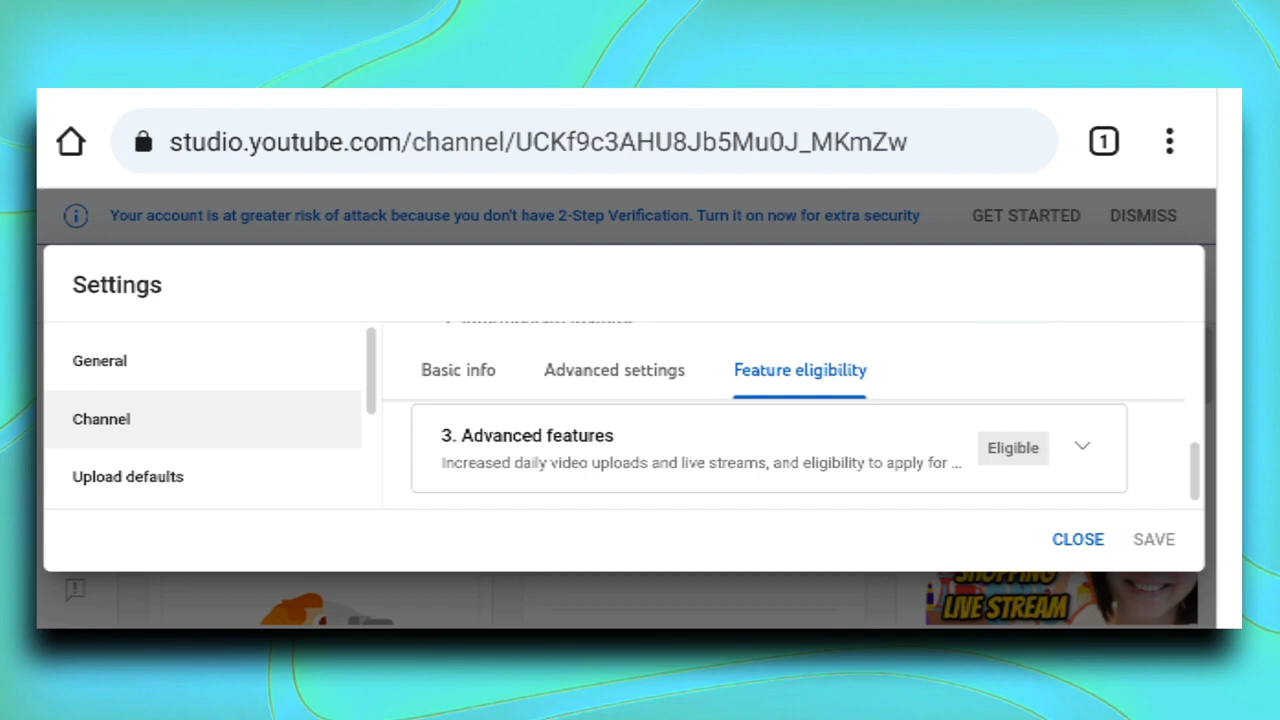 studio.youtube.com/channel/UCKf9c3AHU8Jb5Mu0J_MKmZw
1
Your account is at greater risk of attack because you don't have 2-Step Verification. Turn it on now for extra security
GET STARTED
DISMISS
Settings
General
Channel
Upload defaults
Basic info
Advanced settings
Feature eligibility
3. Advanced features
Increased daily video uploads and live streams, and eligibility to apply for ...
Eligible
CLOSE
SAVE
SHOPPING
LIVE STREAM